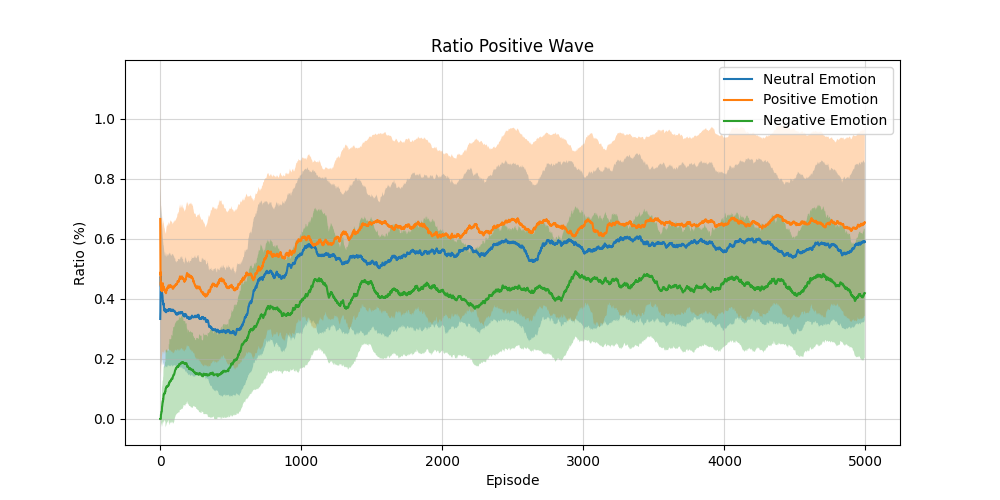 Ratio Positive Wave
Neutral Emotion
Positive Emotion
Negative Emotion
Ratio (%)
1.0
0.8
0.6
0.4
0.2
0.0
0 1000 2000 3000 4000 5000
Episode